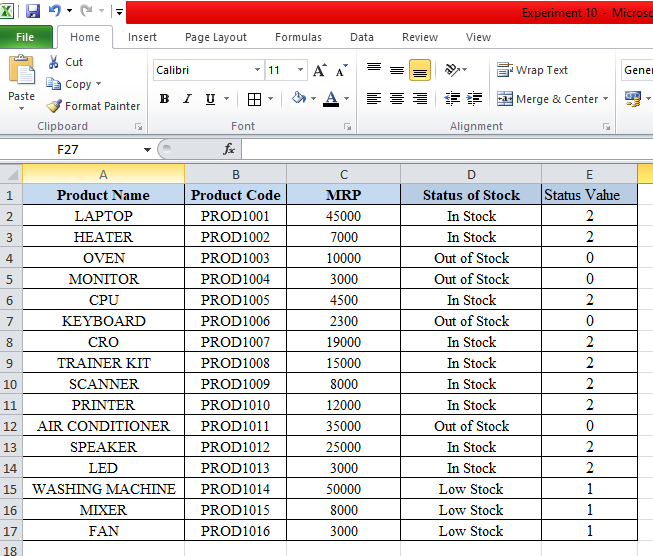 Experiment 10 - Microso
File Home Insert Page Layout Formulas Data Review View
Cut
Copy
Format Painter
Paste
Calibri 11 A A
B I U A
Wrap Text
Merge & Center
Gener
Clipboard Font Alignment
F27 fx
A B C D E
1 Product Name Product Code MRP Status of Stock Status Value
2 LAPTOP PROD1001 45000 In Stock 2
3 HEATER PROD1002 7000 In Stock 2
4 OVEN PROD1003 10000 Out of Stock 0
5 MONITOR PROD1004 3000 Out of Stock 0
6 CPU PROD1005 4500 In Stock 2
7 KEYBOARD PROD1006 2300 Out of Stock 0
8 CRO PROD1007 19000 In Stock 2
9 TRAINER KIT PROD1008 15000 In Stock 2
10 SCANNER PROD1009 8000 In Stock 2
11 PRINTER PROD1010 12000 In Stock 2
12 AIR CONDITIONER PROD1011 35000 Out of Stock 0
13 SPEAKER PROD1012 25000 In Stock 2
14 LED PROD1013 3000 In Stock 2
15 WASHING MACHINE PROD1014 50000 Low Stock 1
16 MIXER PROD1015 8000 Low Stock 1
17 FAN PROD1016 3000 Low Stock 1
18